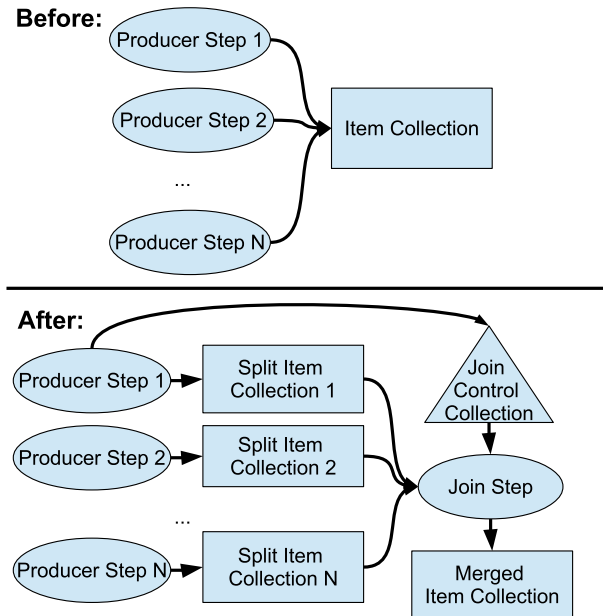 Before:
Producer Step 1
Producer Step 2
Item Collection
...
Producer Step N
After:
Producer Step 1
Split Item
Collection 1
Join
Control
Collection
Producer Step 2
Split Item
Collection 2
Join Step
...
Producer Step N
Split Item
Collection N
Merged
Item Collection